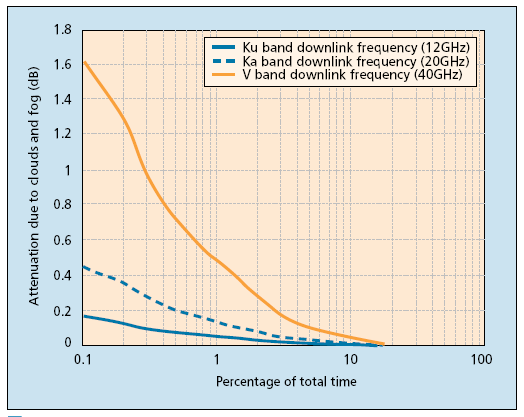 1.8
1.6
1.4
1.2
1
0.8
0.6
0.4
0.2
0
Attenuation due to clouds and fog (dB)
Ku band downlink frequency (12GHz)
Ka band downlink frequency (20GHz)
V band downlink frequency (40GHz)
0.1 1 10 100
Percentage of total time